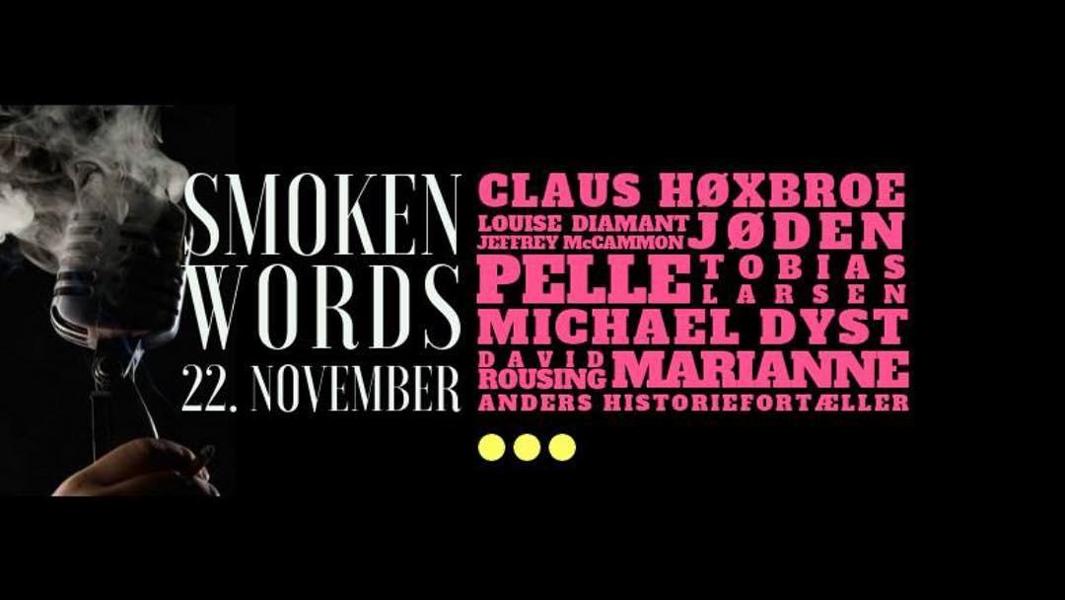 SMOKEN
WORDS
22. NOVEMBER
CLAUS HØXBROE
LOUISE DIAMANT
JEFFREY McCAMMON
JØDEN
PELLE
TOBIAS
LARSEN
MICHAEL DYST
DAVID
ROUSING
MARIANNE
ANDERS HISTORIEFORTÆLLER